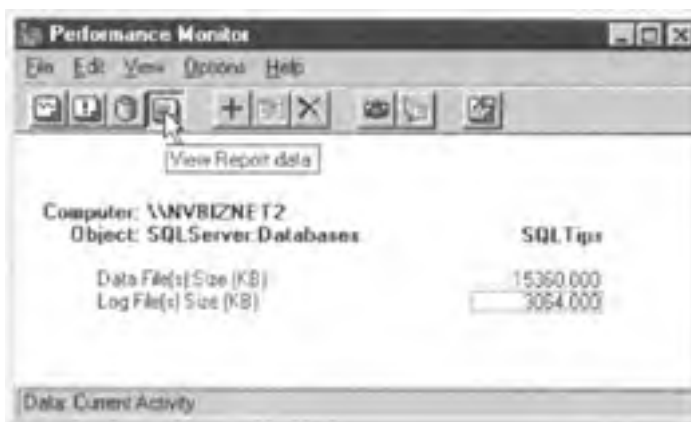 Performance Monitor
File Edit View Options Help
View Report data
Computer: \\NVBIZNET2
Object: SQLServer:Databases SQLTips
Data File(s) Size (KB) 15360.000
Log File(s) Size (KB) 3064.000
Data: Current Activity